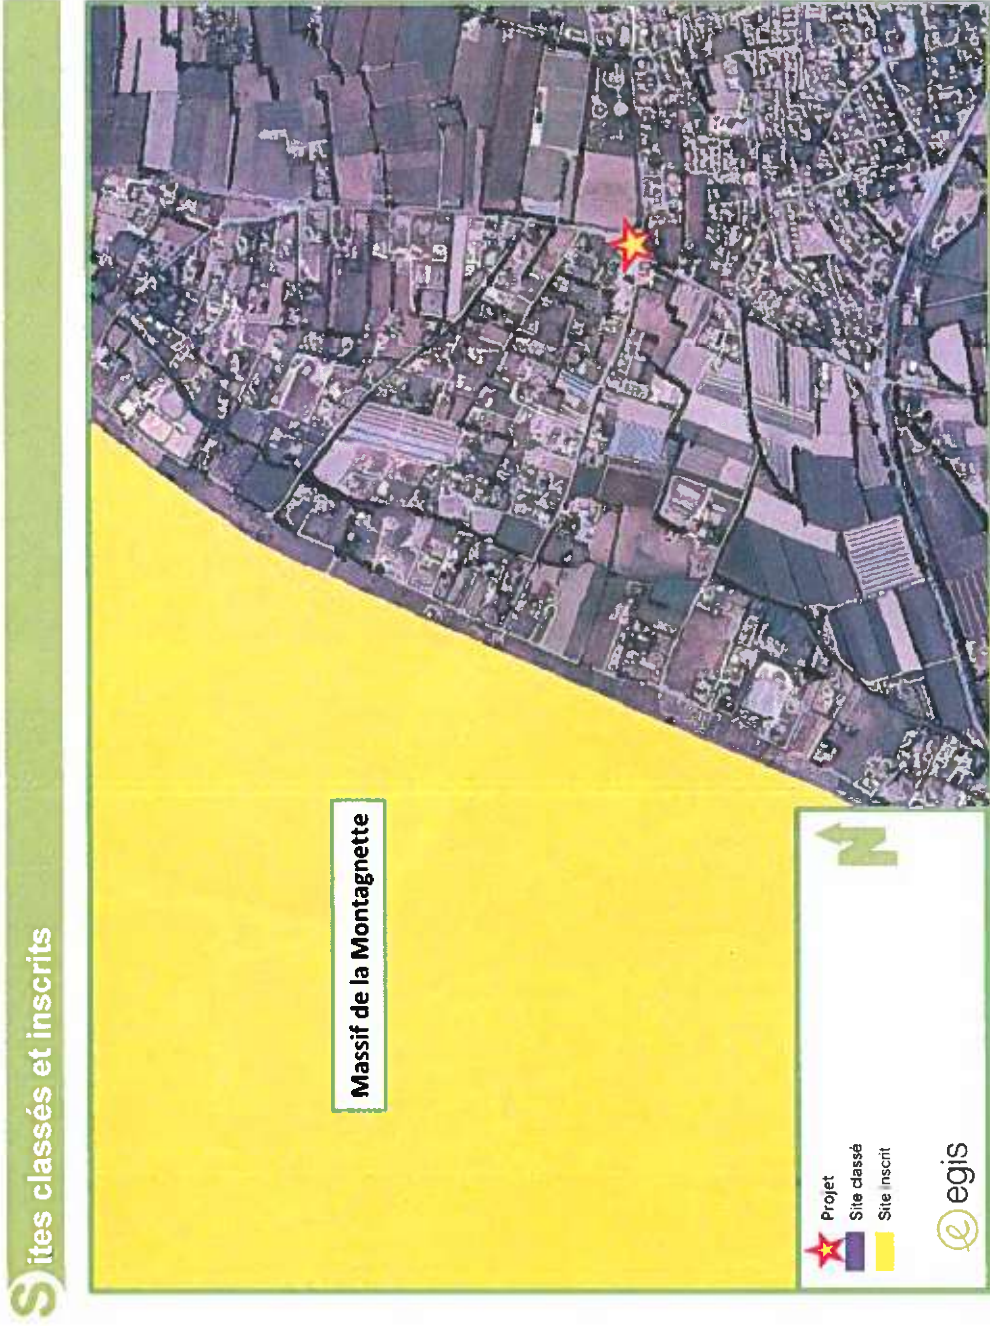 Sites classés et inscrits
Massif de la Montagnette
N
Projet
Site classé
Site inscrit
egis